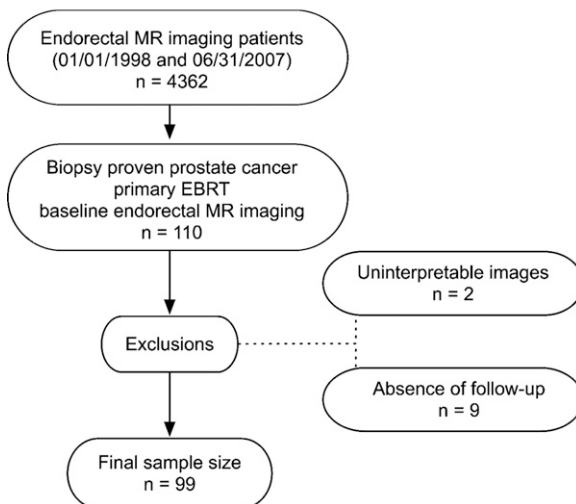 Endorectal MR imaging patients
(01/01/1998 and 06/31/2007)
n = 4362
Biopsy proven prostate cancer
primary EBRT
baseline endorectal MR imaging
n = 110
Uninterpretable images
n = 2
Exclusions
Absence of follow-up
n = 9
Final sample size
n = 99